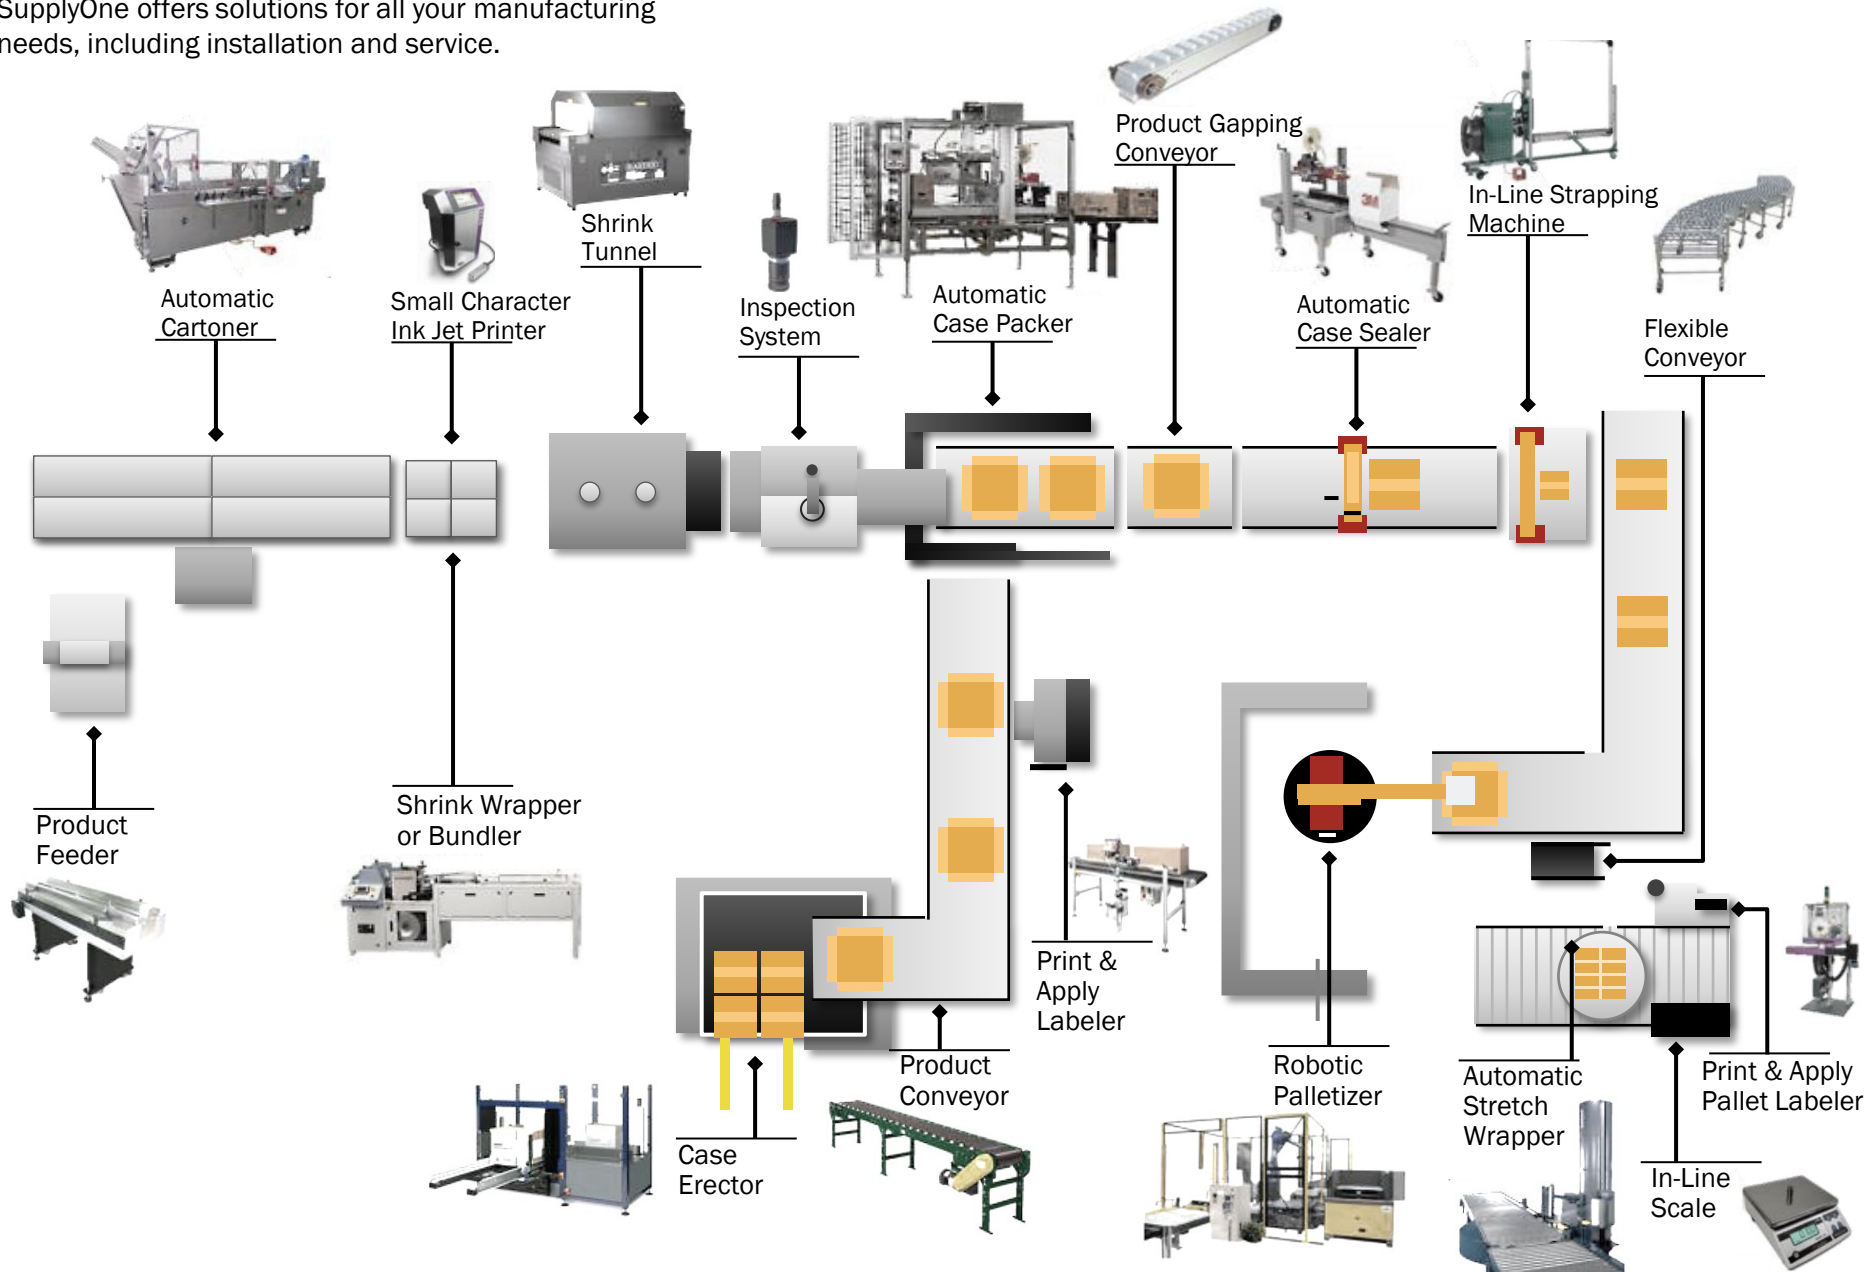 SupplyOne offers solutions for all your manufacturing
needs, including installation and service.
Product Gapping
Conveyor
In-Line Strapping
Machine
Shrink
Tunnel
Automatic
Cartoner
Small Character
Ink Jet Printer
Inspection
System
Automatic
Case Packer
3M
Automatic
Case Sealer
Flexible
Conveyor
Product
Feeder
Shrink Wrapper
or Bundler
Print &
Apply
Labeler
Product
Conveyor
Case
Erector
Robotic
Palletizer
Automatic
Stretch
Wrapper
Print & Apply
Pallet Labeler
In-Line
Scale